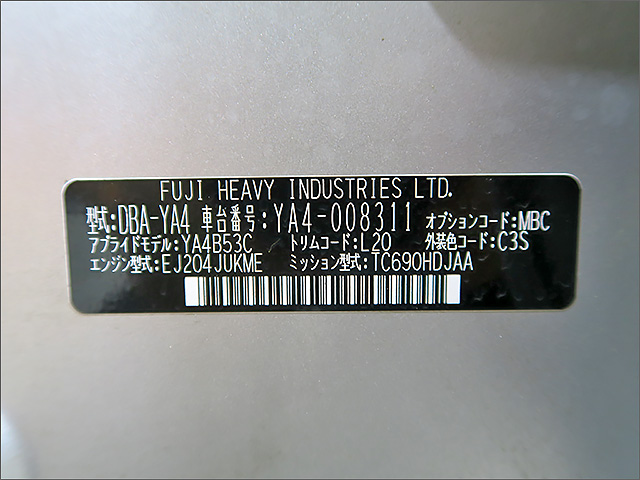 FUJI HEAVY INDUSTRIES LTD.
型式:DBA-YA4 車台番号:YA4-008311 オプションコード:MBC
アプライドモデル:YA4B53C トリムコード:L20 外装色コード:C3S
エンジン型式:EJ204JUKME ミッション型式:TC690HDJAA